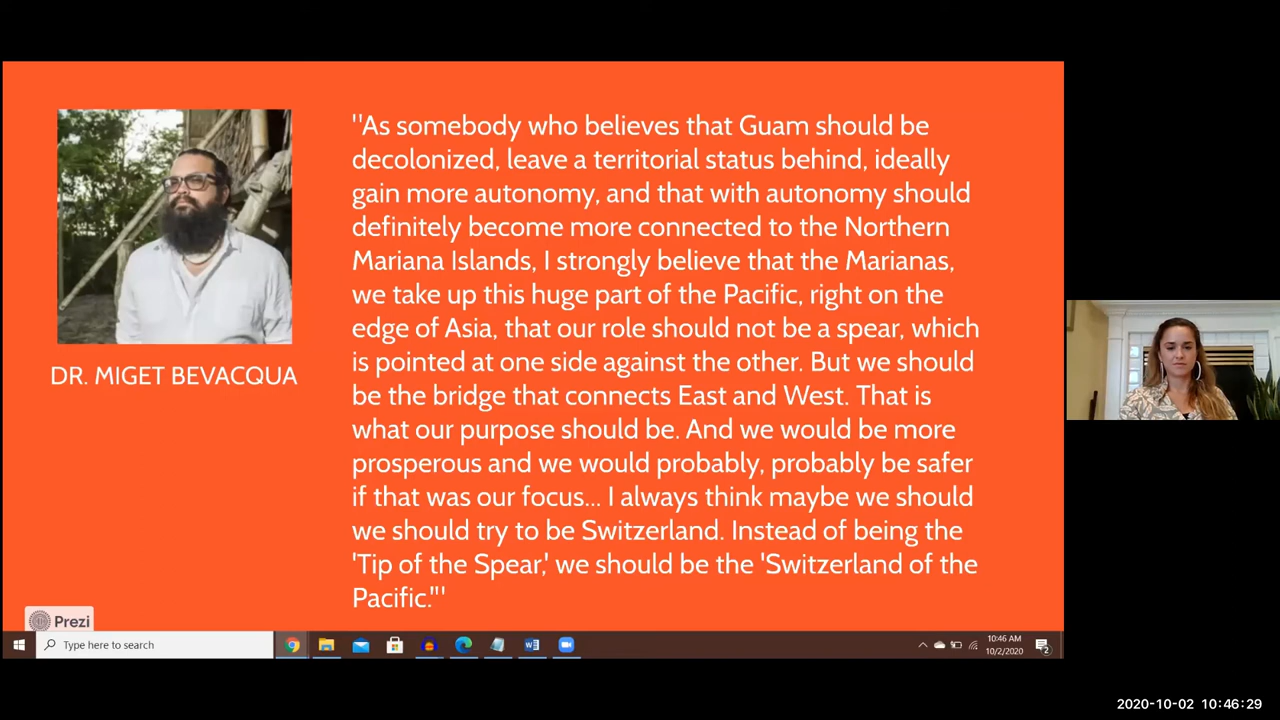 "As somebody who believes that Guam should be
decolonized, leave a territorial status behind, ideally
gain more autonomy, and that with autonomy should
definitely become more connected to the Northern
Mariana Islands, I strongly believe that the Marianas,
we take up this huge part of the Pacific, right on the
edge of Asia, that our role should not be a spear, which
is pointed at one side against the other. But we should
be the bridge that connects East and West. That is
what our purpose should be. And we would be more
prosperous and we would probably, probably be safer
if that was our focus... I always think maybe we should
we should try to be Switzerland. Instead of being the
'Tip of the Spear,' we should be the 'Switzerland of the
Pacific."'
DR. MIGET BEVACQUA
Prezi
Type here to search
10:46 AM
10/2/2020
2
2020-10-02 10:46:29